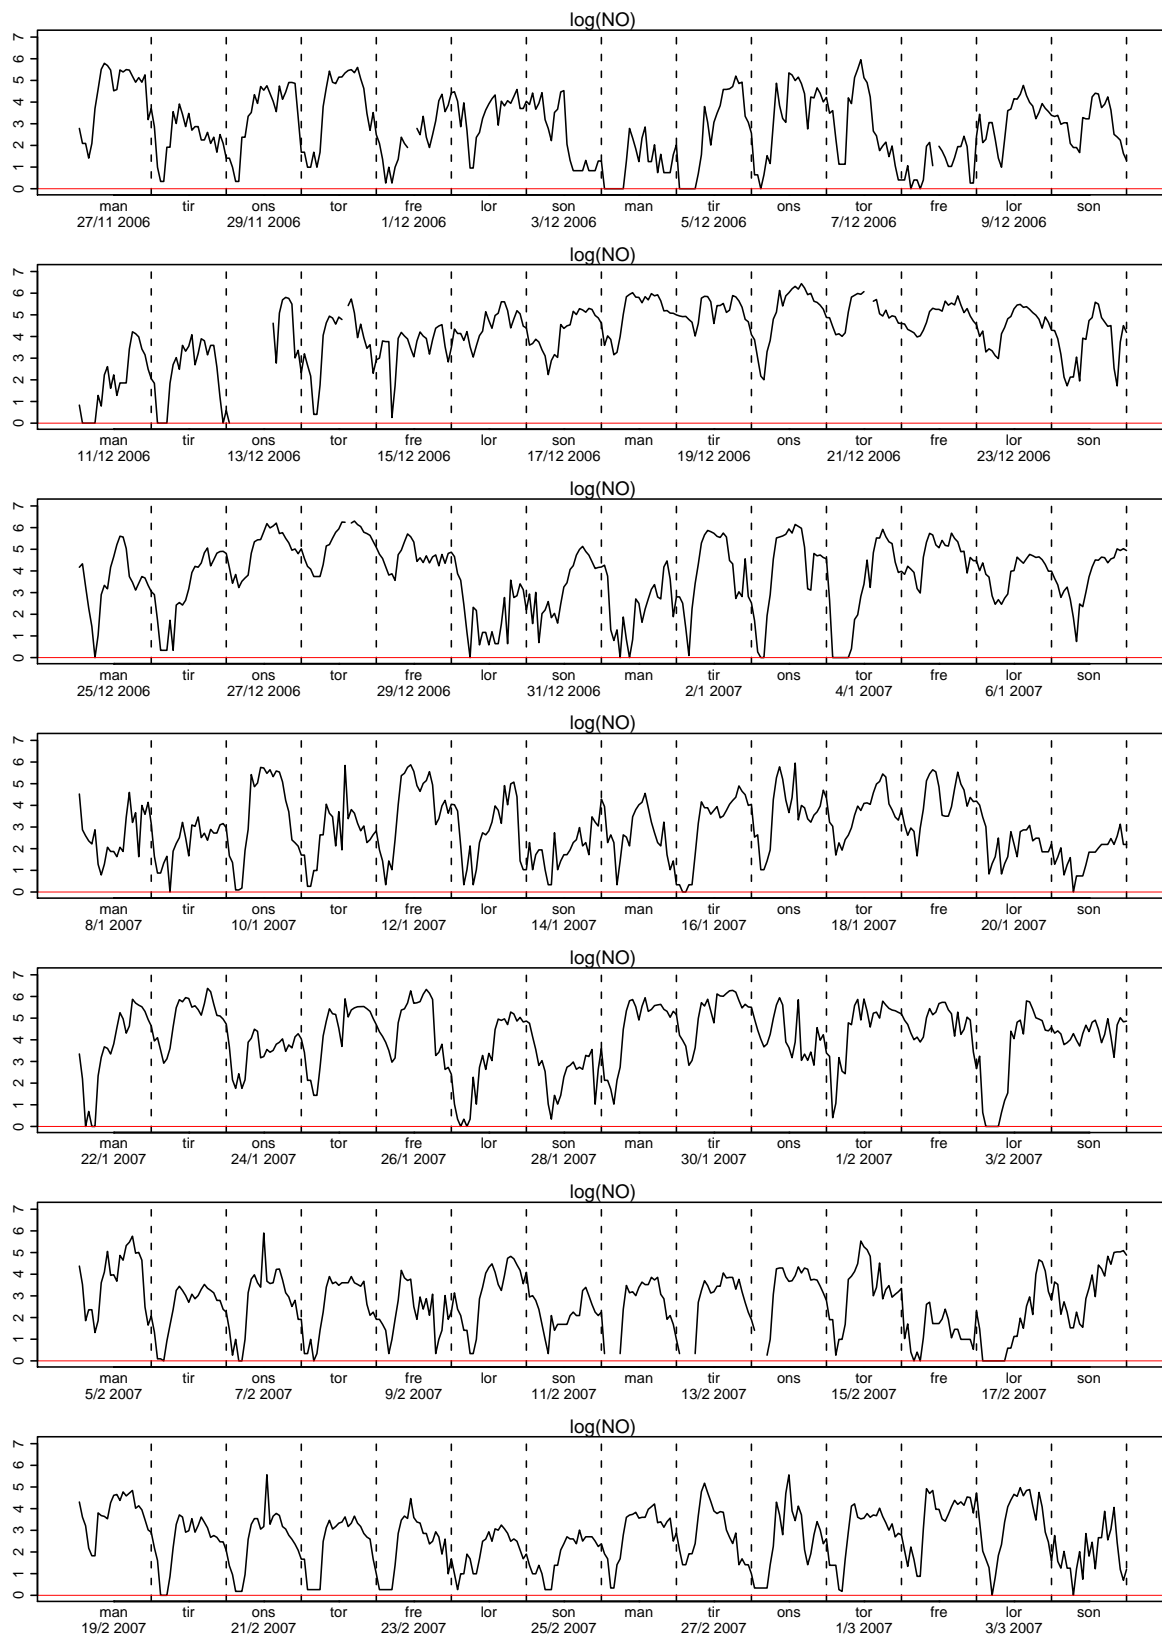 log(NO)
7
6
5
4
3
2
1
0
man tir ons tor fre lor son man tir ons tor fre lor son
27/11 2006 29/11 2006 1/12 2006 3/12 2006 5/12 2006 7/12 2006 9/12 2006
log(NO)
7
6
5
4
3
2
1
0
man tir ons tor fre lor son man tir ons tor fre lor son
11/12 2006 13/12 2006 15/12 2006 17/12 2006 19/12 2006 21/12 2006 23/12 2006
log(NO)
7
6
5
4
3
2
1
0
man tir ons tor fre lor son man tir ons tor fre lor son
25/12 2006 27/12 2006 29/12 2006 31/12 2006 2/1 2007 4/1 2007 6/1 2007
log(NO)
7
6
5
4
3
2
1
0
man tir ons tor fre lor son man tir ons tor fre lor son
8/1 2007 10/1 2007 12/1 2007 14/1 2007 16/1 2007 18/1 2007 20/1 2007
log(NO)
7
6
5
4
3
2
1
0
man tir ons tor fre lor son man tir ons tor fre lor son
22/1 2007 24/1 2007 26/1 2007 28/1 2007 30/1 2007 1/2 2007 3/2 2007
log(NO)
7
6
5
4
3
2
1
0
man tir ons tor fre lor son man tir ons tor fre lor son
5/2 2007 7/2 2007 9/2 2007 11/2 2007 13/2 2007 15/2 2007 17/2 2007
log(NO)
7
6
5
4
3
2
1
0
man tir ons tor fre lor son man tir ons tor fre lor son
19/2 2007 21/2 2007 23/2 2007 25/2 2007 27/2 2007 1/3 2007 3/3 2007